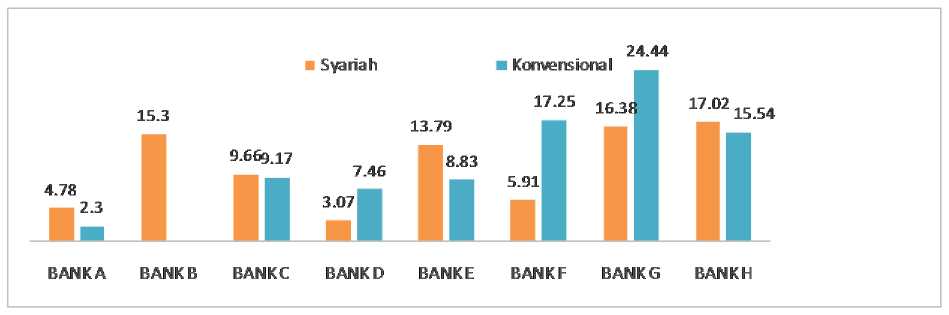 24.44
Syariah Konvensional
17.25 16.38 17.02 15.54
15.3 13.79
9.66 9.17 8.83
7.46
4.78 5.91
2.3 3.07
BANK A BANK B BANK C BANK D BANK E BANK F BANK G BANK H